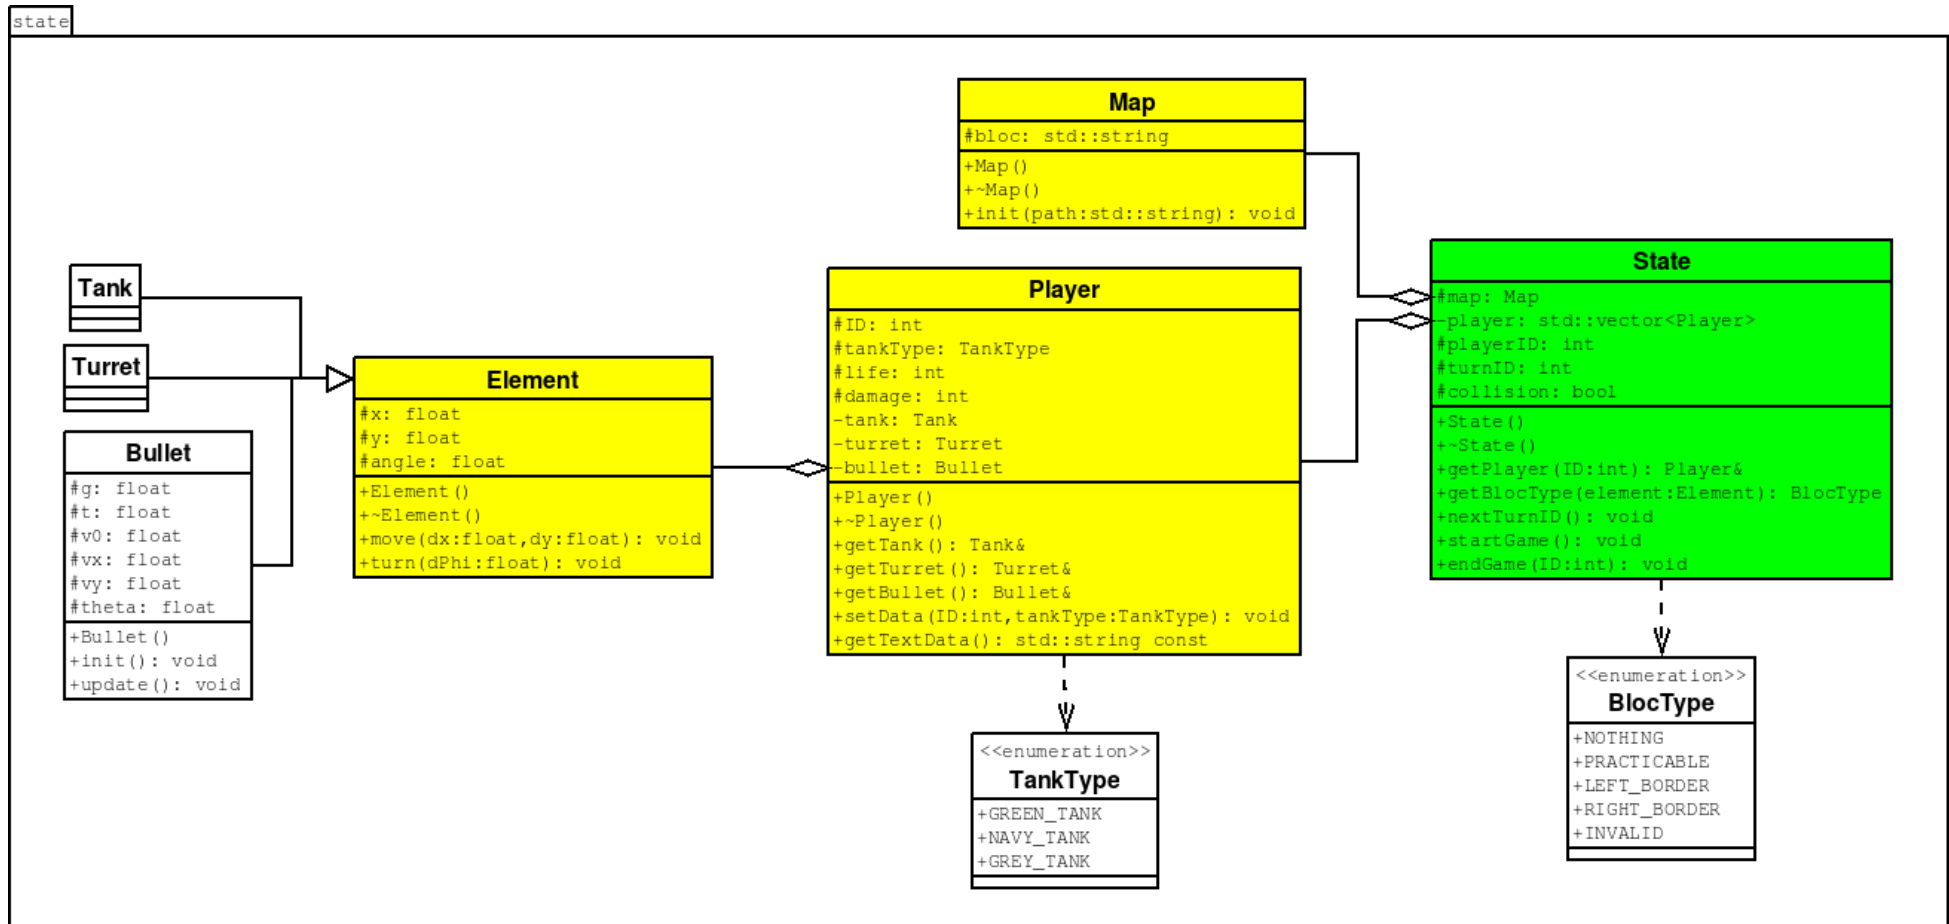 state
Map
#bloc: std::string
+Map()
+~Map()
+init(path:std::string): void
Tank
Turret
Bullet
#g: float
#t: float
#v0: float
#vx: float
#vy: float
#theta: float
+Bullet()
+init(): void
+update(): void
Element
#x: float
#y: float
#angle: float
+Element()
+~Element()
+move(dx:float,dy:float): void
+turn(dPhi:float): void
Player
#ID: int
#tankType: TankType
#life: int
#damage: int
-tank: Tank
-turret: Turret
-bullet: Bullet
+Player()
+~Player()
+getTank(): Tank&
+getTurret(): Turret&
+getBullet(): Bullet&
+setData(ID:int,tankType:TankType): void
+getTextData(): std::string const
State
#map: Map
-player: std::vector<Player>
#playerID: int
#turnID: int
#collision: bool
+State()
+~State()
+getPlayer(ID:int): Player&
+getBlocType(element:Element): BlocType
+nextTurnID(): void
+startGame(): void
+endGame(ID:int): void
<<enumeration>>
TankType
+GREEN_TANK
+NAVY_TANK
+GREY_TANK
<<enumeration>>
BlocType
+NOTHING
+PRACTICABLE
+LEFT_BORDER
+RIGHT_BORDER
+INVALID